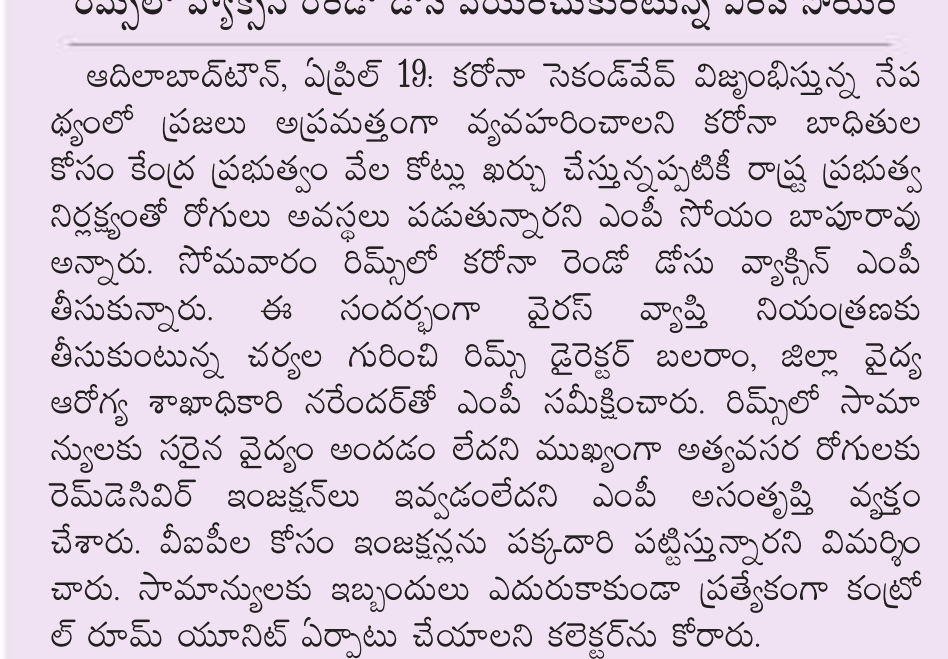 రిమ్స్‌లో వ్యాక్సిన్ రెండో డోస్ వేయించుకుంటున్న ఎంపీ సోయం
ఆదిలాబాద్‌టౌన్, ఏప్రిల్ 19: కరోనా సెకండ్‌వేవ్ విజృంభిస్తున్న నేప
థ్యంలో ప్రజలు అప్రమత్తంగా వ్యవహరించాలని కరోనా బాధితుల
కోసం కేంద్ర ప్రభుత్వం వేల కోట్లు ఖర్చు చేస్తున్నప్పటికీ రాష్ట్ర ప్రభుత్వ
నిర్లక్ష్యంతో రోగులు అవస్థలు పడుతున్నారని ఎంపీ సోయం బాపూరావు
అన్నారు. సోమవారం రిమ్స్‌లో కరోనా రెండో డోసు వ్యాక్సిన్ ఎంపీ
తీసుకున్నారు. ఈ సందర్భంగా వైరస్ వ్యాప్తి నియంత్రణకు
తీసుకుంటున్న చర్యల గురించి రిమ్స్ డైరెక్టర్ బలరాం, జిల్లా వైద్య
ఆరోగ్య శాఖాధికారి నరేందర్‌తో ఎంపీ సమీక్షించారు. రిమ్స్‌లో సామా
న్యులకు సరైన వైద్యం అందడం లేదని ముఖ్యంగా అత్యవసర రోగులకు
రెమ్‌డెసివిర్ ఇంజక్షన్‌లు ఇవ్వడంలేదని ఎంపీ అసంతృప్తి వ్యక్తం
చేశారు. వీఐపీల కోసం ఇంజక్షన్లను పక్కదారి పట్టిస్తున్నారని విమర్శిం
చారు. సామాన్యులకు ఇబ్బందులు ఎదురుకాకుండా ప్రత్యేకంగా కంట్రో
ల్ రూమ్ యూనిట్ ఏర్పాటు చేయాలని కలెక్టర్‌ను కోరారు.